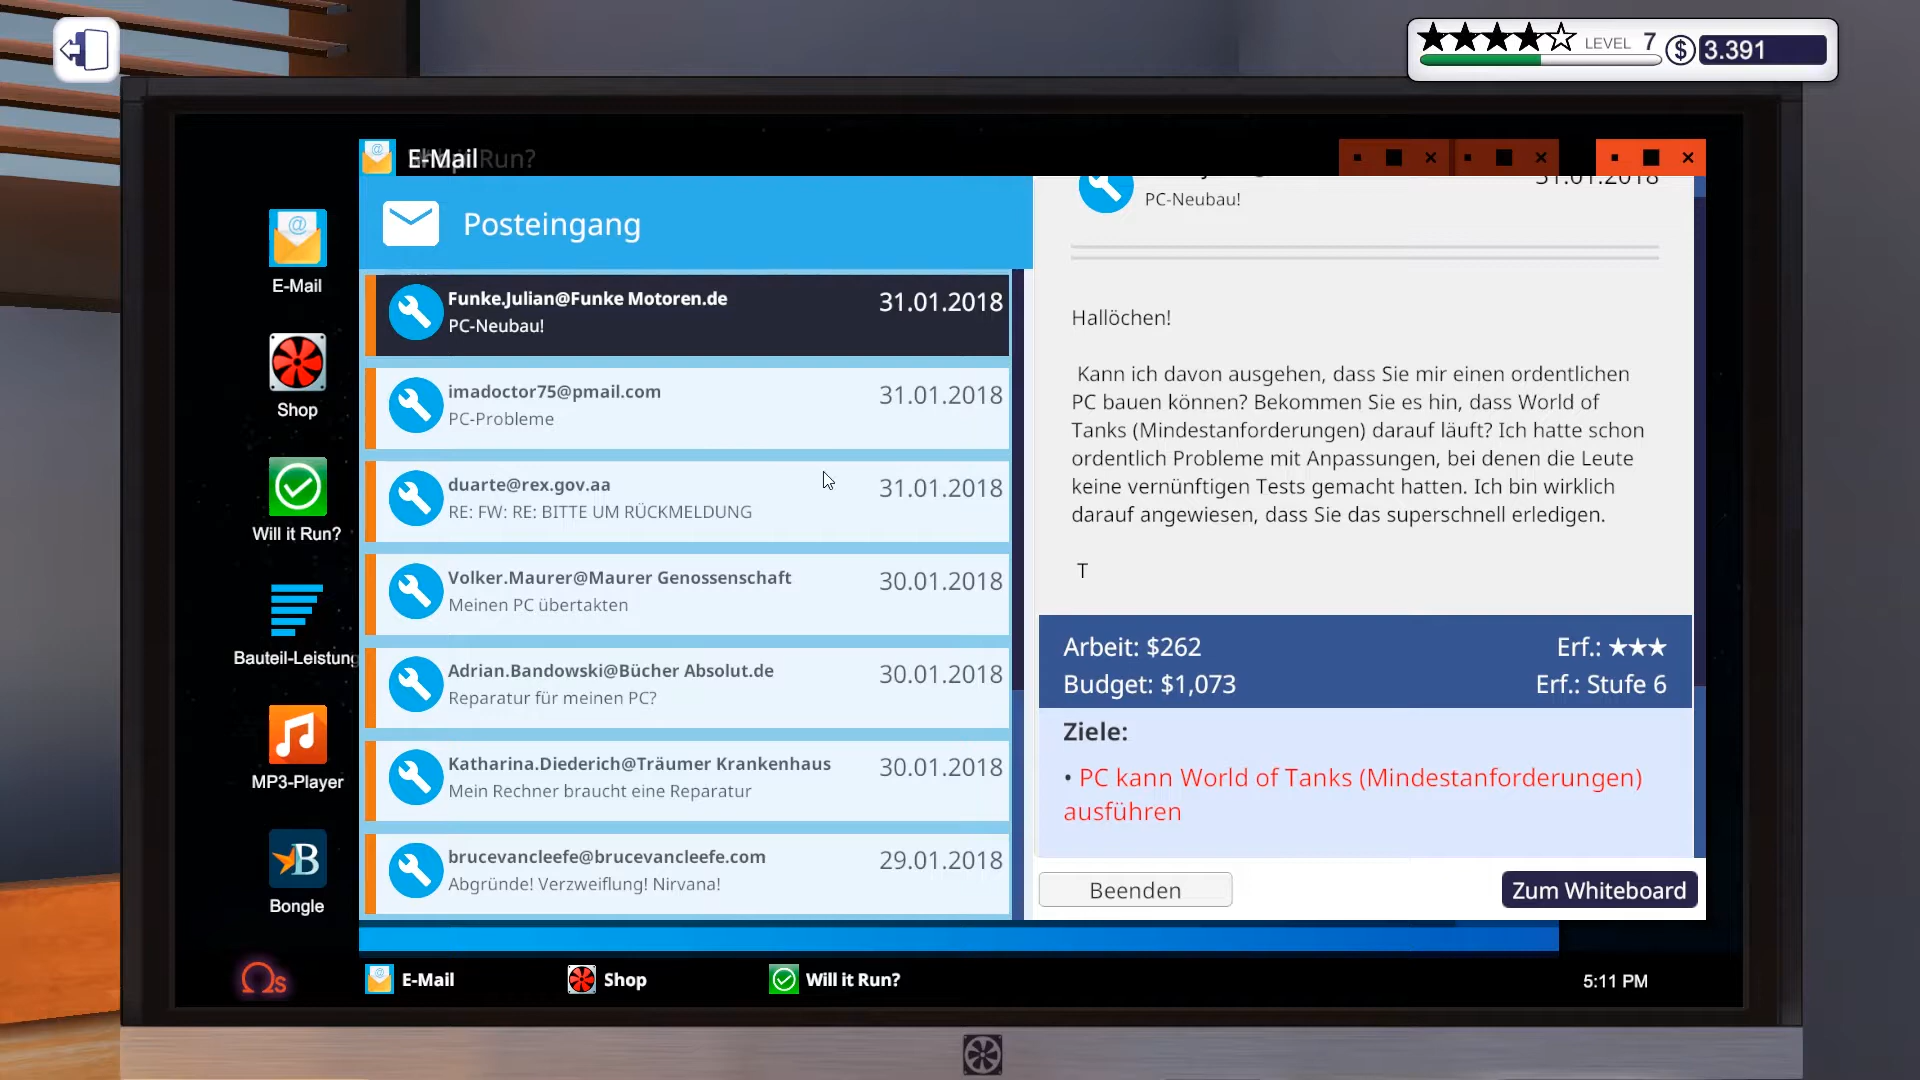 LEVEL 7
3.391
E-Mail
Run?
Posteingang
E-Mail
Shop
Will it Run?
Bauteil-Leistung
MP3-Player
Bongle
Funke.Julian@Funke Motoren.de
31.01.2018
PC-Neubau!
imadoctor75@pmail.com
31.01.2018
PC-Probleme
duarte@rex.gov.aa
31.01.2018
RE: FW: RE: BITTE UM RÜCKMELDUNG
Volker.Maurer@Maurer Genossenschaft
30.01.2018
Meinen PC übertakten
Adrian.Bandowski@Bücher Absolut.de
30.01.2018
Reparatur für meinen PC?
Katharina.Diederich@Träumer Krankenhaus
30.01.2018
Mein Rechner braucht eine Reparatur
brucevancleefe@brucevancleefe.com
29.01.2018
Abgründe! Verzweiflung! Nirvana!
31.01.2018
PC-Neubau!
Hallöchen!
Kann ich davon ausgehen, dass Sie mir einen ordentlichen
PC bauen können? Bekommen Sie es hin, dass World of
Tanks (Mindestanforderungen) darauf läuft? Ich hatte schon
ordentlich Probleme mit Anpassungen, bei denen die Leute
keine vernünftigen Tests gemacht hatten. Ich bin wirklich
darauf angewiesen, dass Sie das superschnell erledigen.
T
Arbeit: $262
Erf.: ★★★
Budget: $1,073
Erf.: Stufe 6
Ziele:
• PC kann World of Tanks (Mindestanforderungen)
ausführen
Beenden
Zum Whiteboard
E-Mail
Shop
Will it Run?
5:11 PM